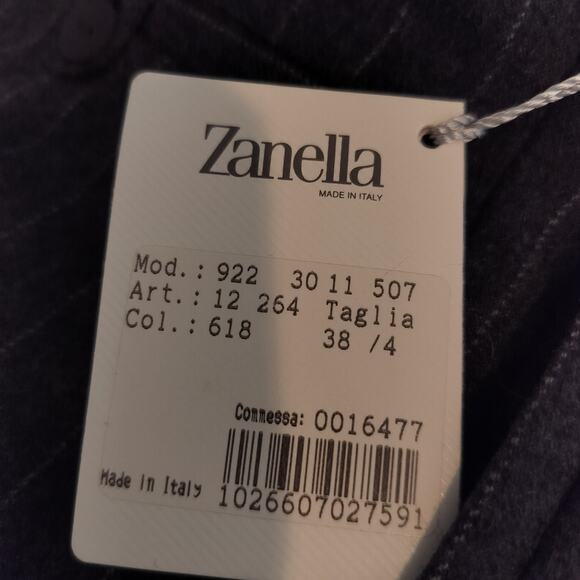 Zanella
MADE IN ITALY
Mod.: 922 30 11 507
Art.: 12 264 Taglia
Col.: 618 38 /4
Commessa: 0016477
Made in Italy
1026607027591